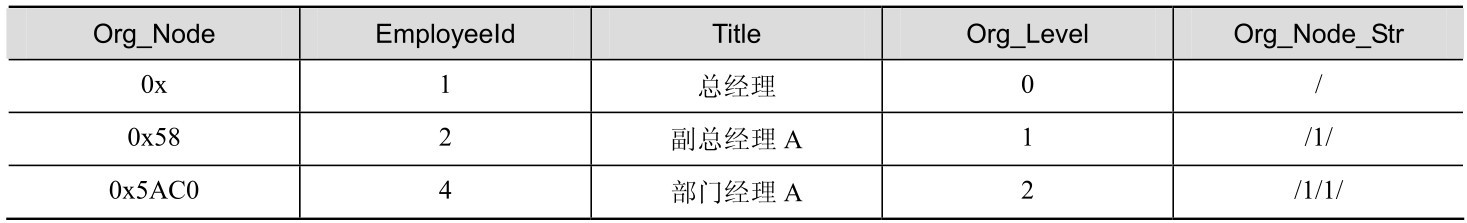 Org_Node EmployeeId Title Org_Level Org_Node_Str
0x 1 总经理 0 /
0x58 2 副总经理 A 1 /1/
0x5AC0 4 部门经理 A 2 /1/1/